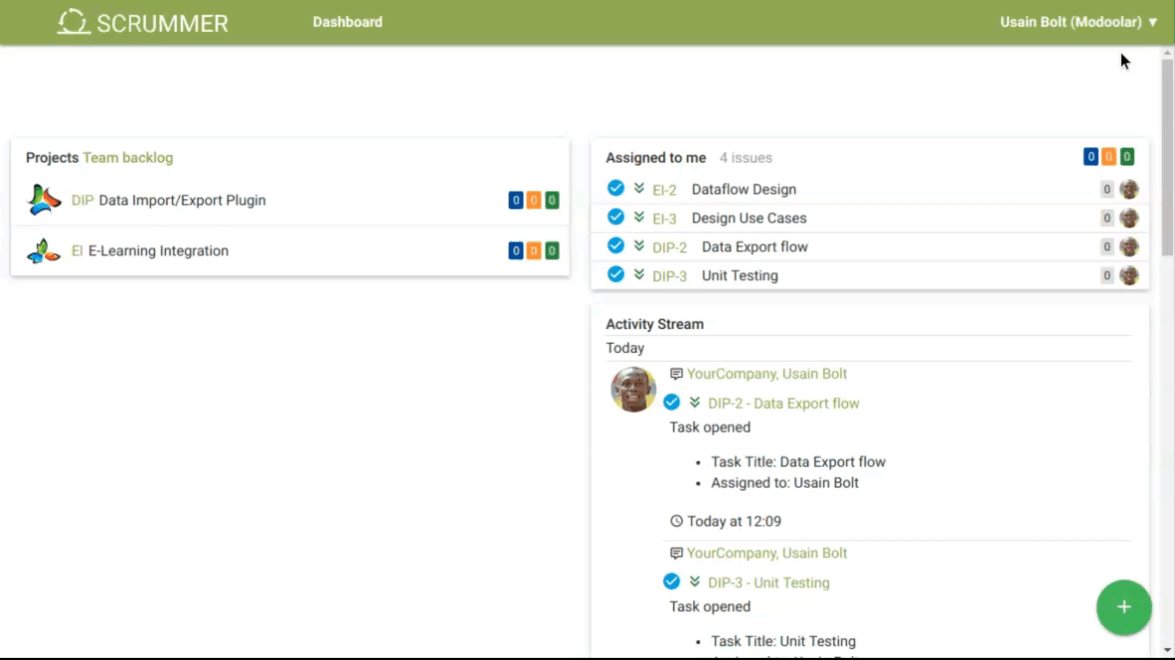 SCRUMMER Dashboard Usain Bolt (Modoolar) ▼
Projects Team backlog
DIP Data Import/Export Plugin 0 0 0
EI E-Learning Integration 0 0 0
Assigned to me 4 issues 0 0 0
EI-2 Dataflow Design 0
EI-3 Design Use Cases 0
DIP-2 Data Export flow 0
DIP-3 Unit Testing 0
Activity Stream
Today
YourCompany, Usain Bolt
DIP-2 - Data Export flow
Task opened
• Task Title: Data Export flow
• Assigned to: Usain Bolt
Today at 12:09
YourCompany, Usain Bolt
DIP-3 - Unit Testing
Task opened
• Task Title: Unit Testing